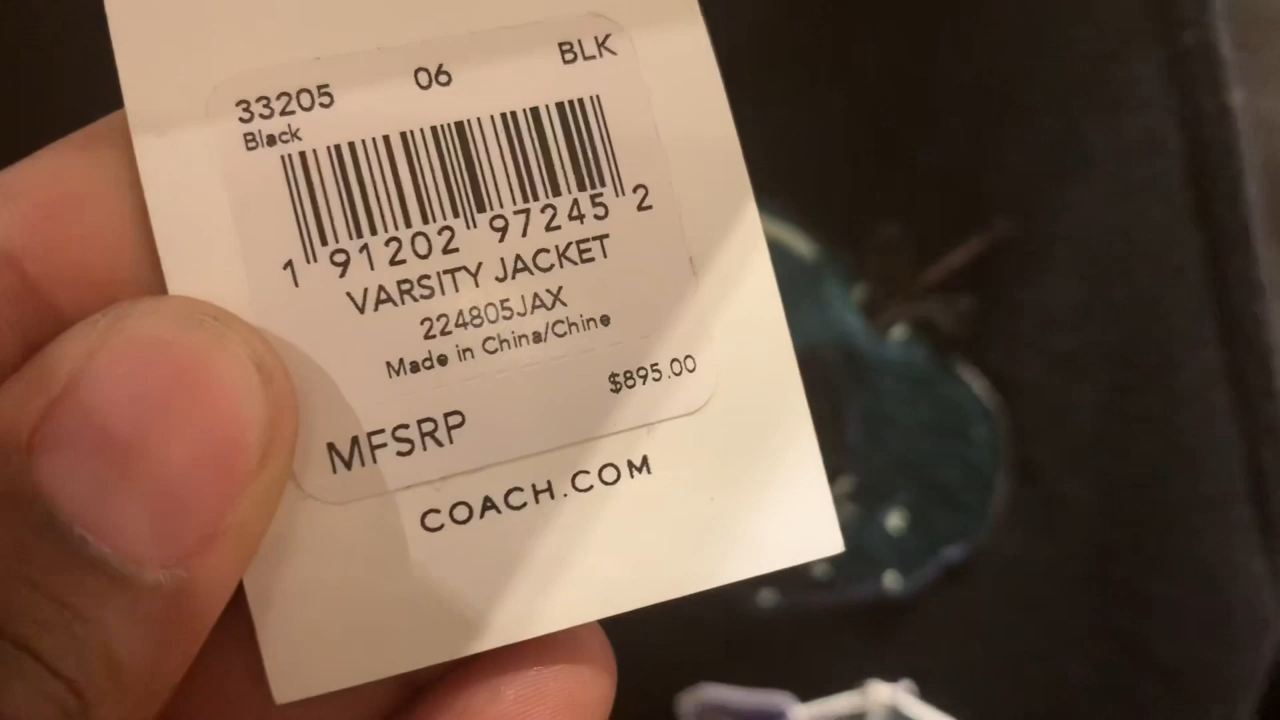 33205 06 BLK
Black
1 91202 97245 2
VARSITY JACKET
224805JAX
Made in China/Chine
$895.00
MFSRP
COACH.COM